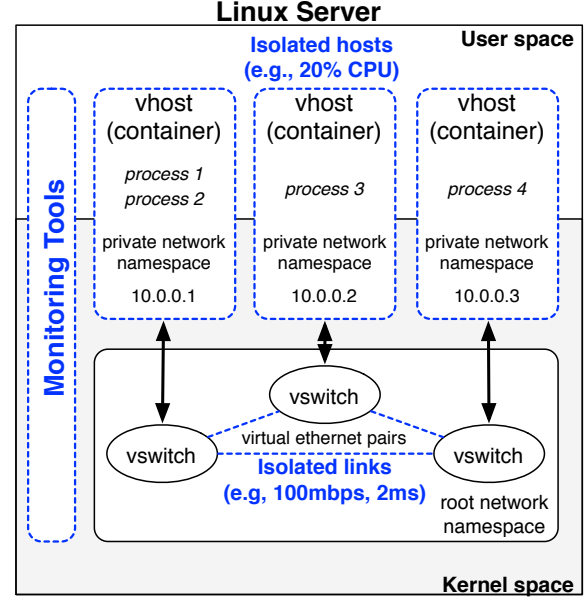 Linux Server
User space
Isolated hosts
(e.g., 20% CPU)
Monitoring Tools
vhost
(container)
process 1
process 2
private network
namespace
10.0.0.1
vhost
(container)
process 3
private network
namespace
10.0.0.2
vhost
(container)
process 4
private network
namespace
10.0.0.3
vswitch
vswitch
vswitch
virtual ethernet pairs
Isolated links
(e.g, 100mbps, 2ms)
root network
namespace
Kernel space